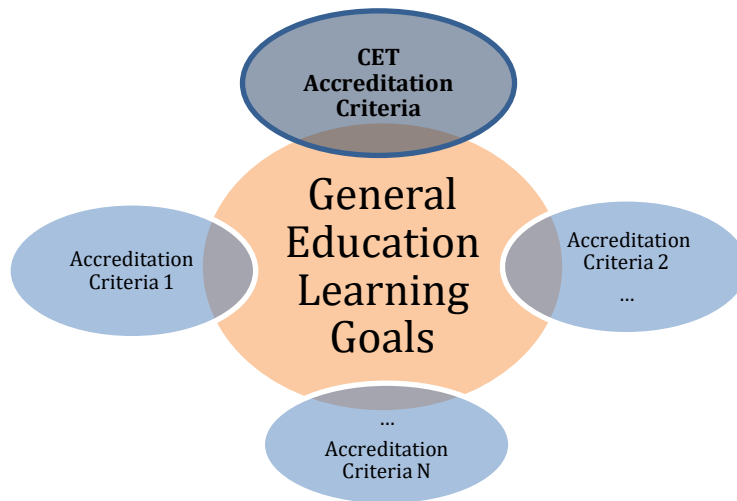 CET
Accreditation
Criteria
General
Education
Learning
Goals
Accreditation
Criteria 1
Accreditation
Criteria 2
...
...
Accreditation
Criteria N